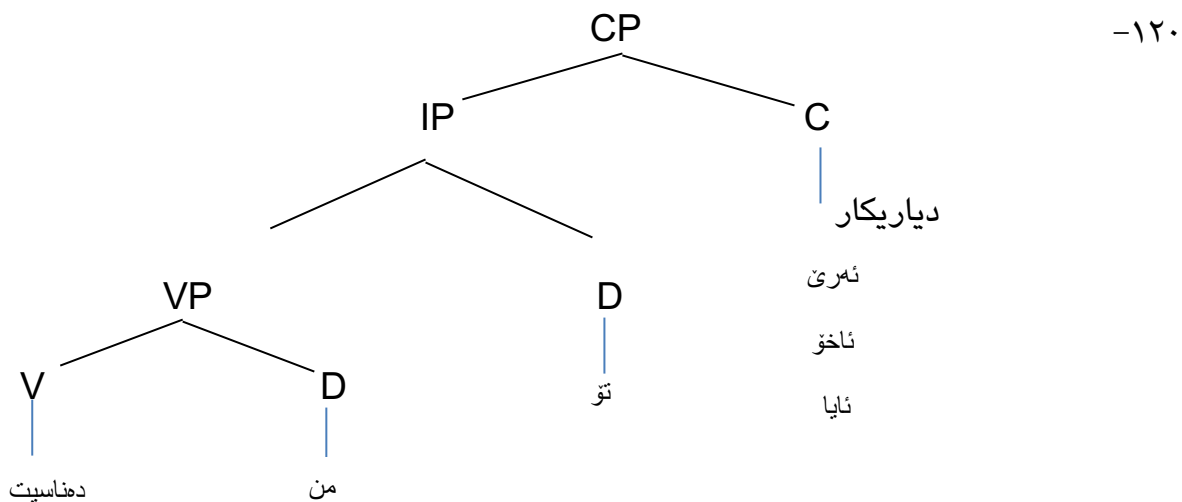 ١٢٠-
CP
C IP
دیاریکار
ئەرێ
D VP
ئاخۆ
D V
تۆ
ئایا
من دەناسیت